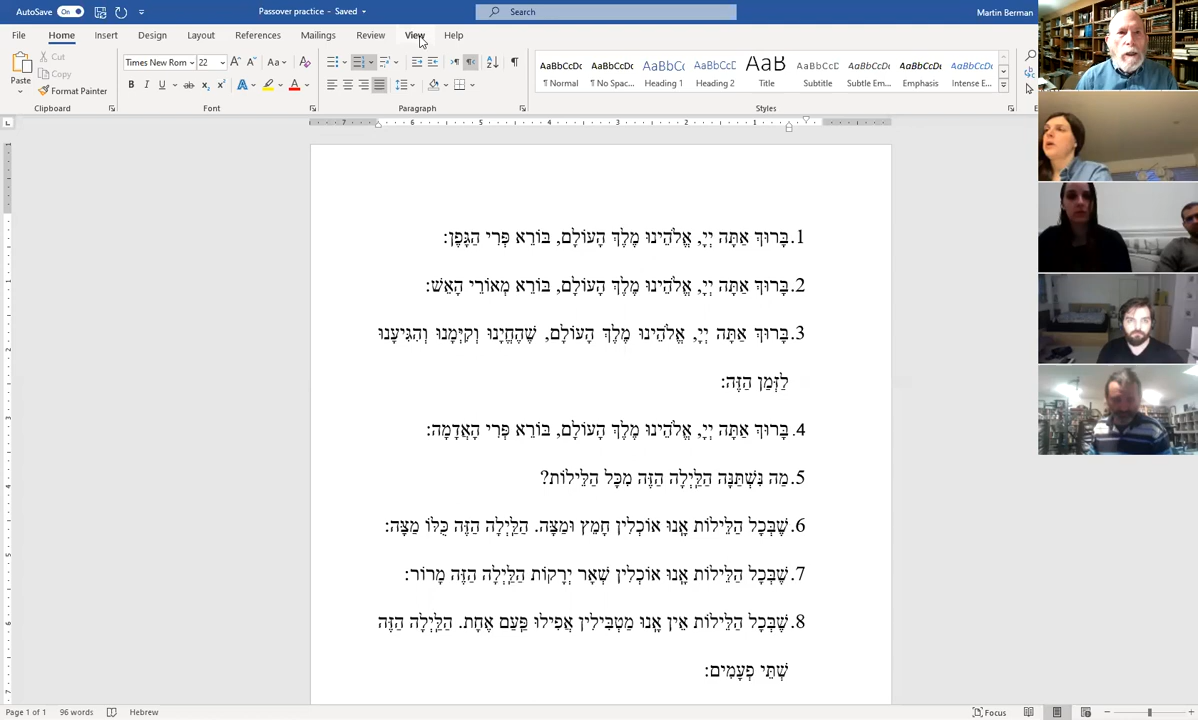 AutoSave On Passover practice - Saved Search Martin Berman
File Home Insert Design Layout References Mailings Review View Help
Cut
Copy
Format Painter
Paste
Times New Rom 22
Clipboard Font Paragraph Styles
AaBbCcDc AaBbCcDc AaBbCc AaBbCcD AaB AaBbCcD AaBbCcDc AaBbCcDc AaBbCcDc
¶ Normal ¶ No Spac... Heading 1 Heading 2 Title Subtitle Subtle Em... Emphasis Intense E...
1. בָּרוּךְ אַתָּה יְיָ, אֱלֹהֵינוּ מֶלֶךְ הָעוֹלָם, בּוֹרֵא פְּרִי הַגָּפֶן:
2. בָּרוּךְ אַתָּה יְיָ, אֱלֹהֵינוּ מֶלֶךְ הָעוֹלָם, בּוֹרֵא מְאוֹרֵי הָאֵשׁ:
3. בָּרוּךְ אַתָּה יְיָ, אֱלֹהֵינוּ מֶלֶךְ הָעוֹלָם, שֶׁהֶחֱיָנוּ וְקִיְּמָנוּ וְהִגִּיעָנוּ
לַזְּמַן הַזֶּה:
4. בָּרוּךְ אַתָּה יְיָ, אֱלֹהֵינוּ מֶלֶךְ הָעוֹלָם, בּוֹרֵא פְּרִי הָאֲדָמָה:
5. מַה נִּשְׁתַּנָּה הַלַּיְלָה הַזֶּה מִכָּל הַלֵּילוֹת?
6. שֶׁבְּכָל הַלֵּילוֹת אָנוּ אוֹכְלִין חָמֵץ וּמַצָּה. הַלַּיְלָה הַזֶּה כֻּלּוֹ מַצָּה:
7. שֶׁבְּכָל הַלֵּילוֹת אָנוּ אוֹכְלִין שְׁאָר יְרָקוֹת הַלַּיְלָה הַזֶּה מָרוֹר:
8. שֶׁבְּכָל הַלֵּילוֹת אֵין אָנוּ מַטְבִּילִין אֲפִילוּ פַּעַם אֶחָת. הַלַּיְלָה הַזֶּה
שְׁתֵּי פְעָמִים:
Page 1 of 1 96 words Hebrew Focus